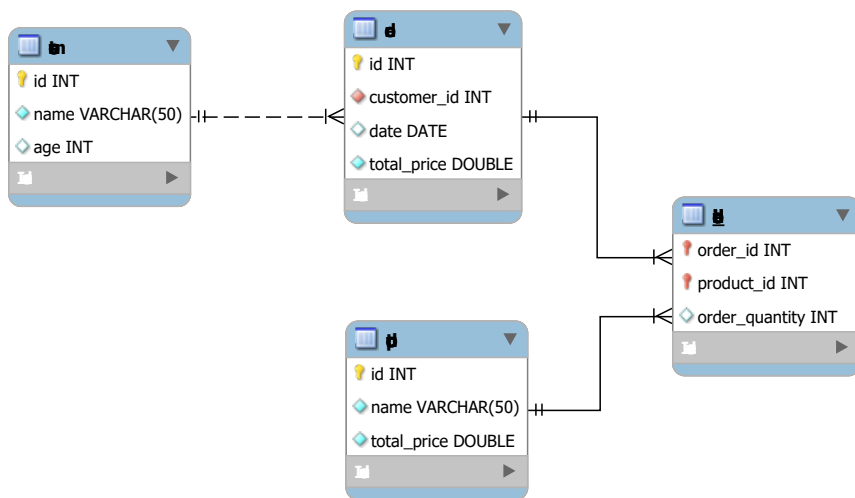 id INT
name VARCHAR(50)
age INT
id INT
customer_id INT
date DATE
total_price DOUBLE
order_id INT
product_id INT
order_quantity INT
id INT
name VARCHAR(50)
total_price DOUBLE